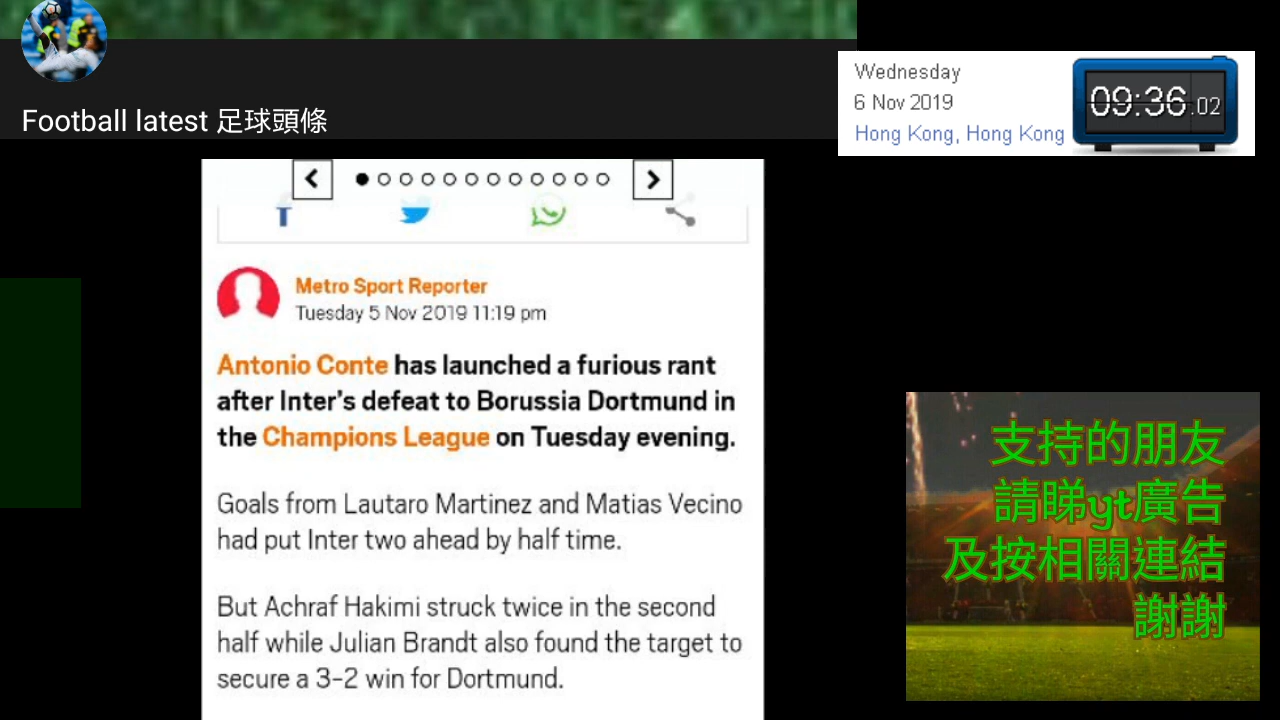 Football latest 足球頭條
Wednesday
6 Nov 2019
Hong Kong, Hong Kong
09:36.02
Metro Sport Reporter
Tuesday 5 Nov 2019 11:19 pm
Antonio Conte has launched a furious rant
after Inter's defeat to Borussia Dortmund in
the Champions League on Tuesday evening.
Goals from Lautaro Martinez and Matias Vecino
had put Inter two ahead by half time.
But Achraf Hakimi struck twice in the second
half while Julian Brandt also found the target to
secure a 3-2 win for Dortmund.
支持的朋友
請睇yt廣告
及按相關連結
謝謝